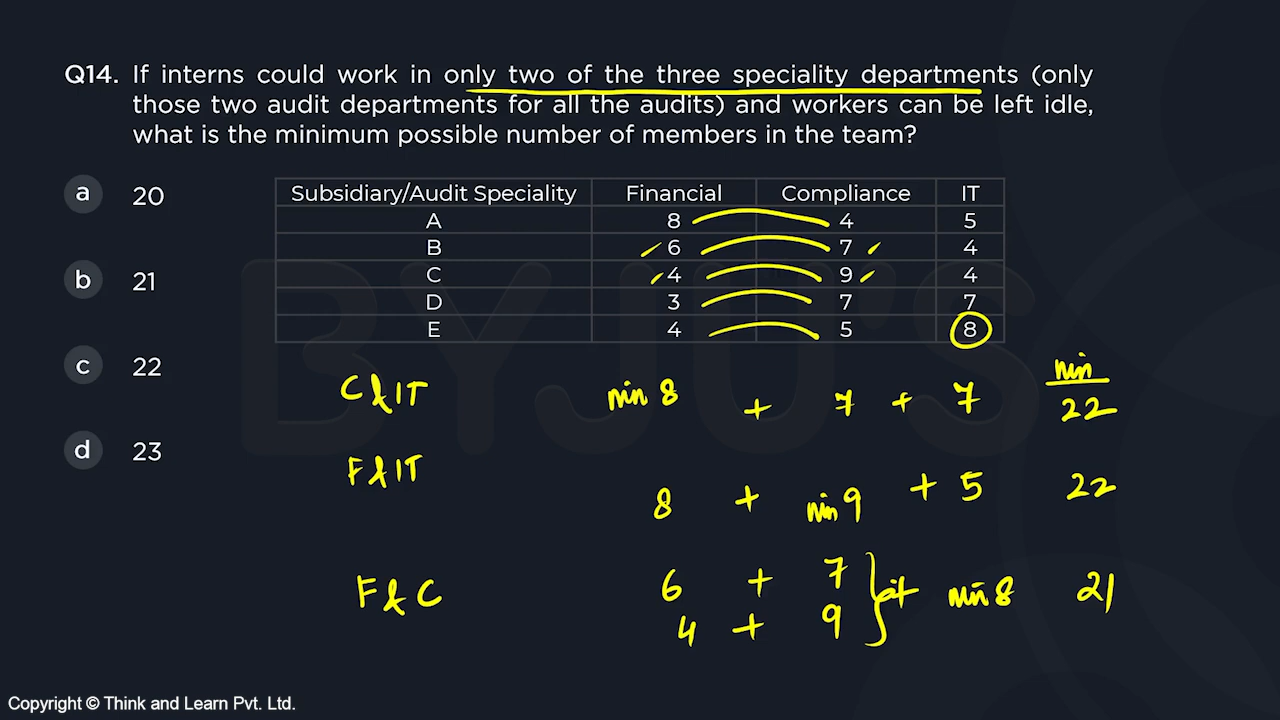 Q14. If interns could work in only two of the three speciality departments (only
those two audit departments for all the audits) and workers can be left idle,
what is the minimum possible number of members in the team?
a 20
b 21
c 22
d 23
Subsidiary/Audit Speciality Financial Compliance IT
A 8 4 5
B 6 7 4
C 4 9 4
D 3 7 7
E 4 5 8
BYJU'S
C & IT min 8 + 7 + 7 min 22
F & IT 8 + min 9 + 5 22
F & C 6 + 7 + min 8 21
4 + 9
Copyright © Think and Learn Pvt. Ltd.